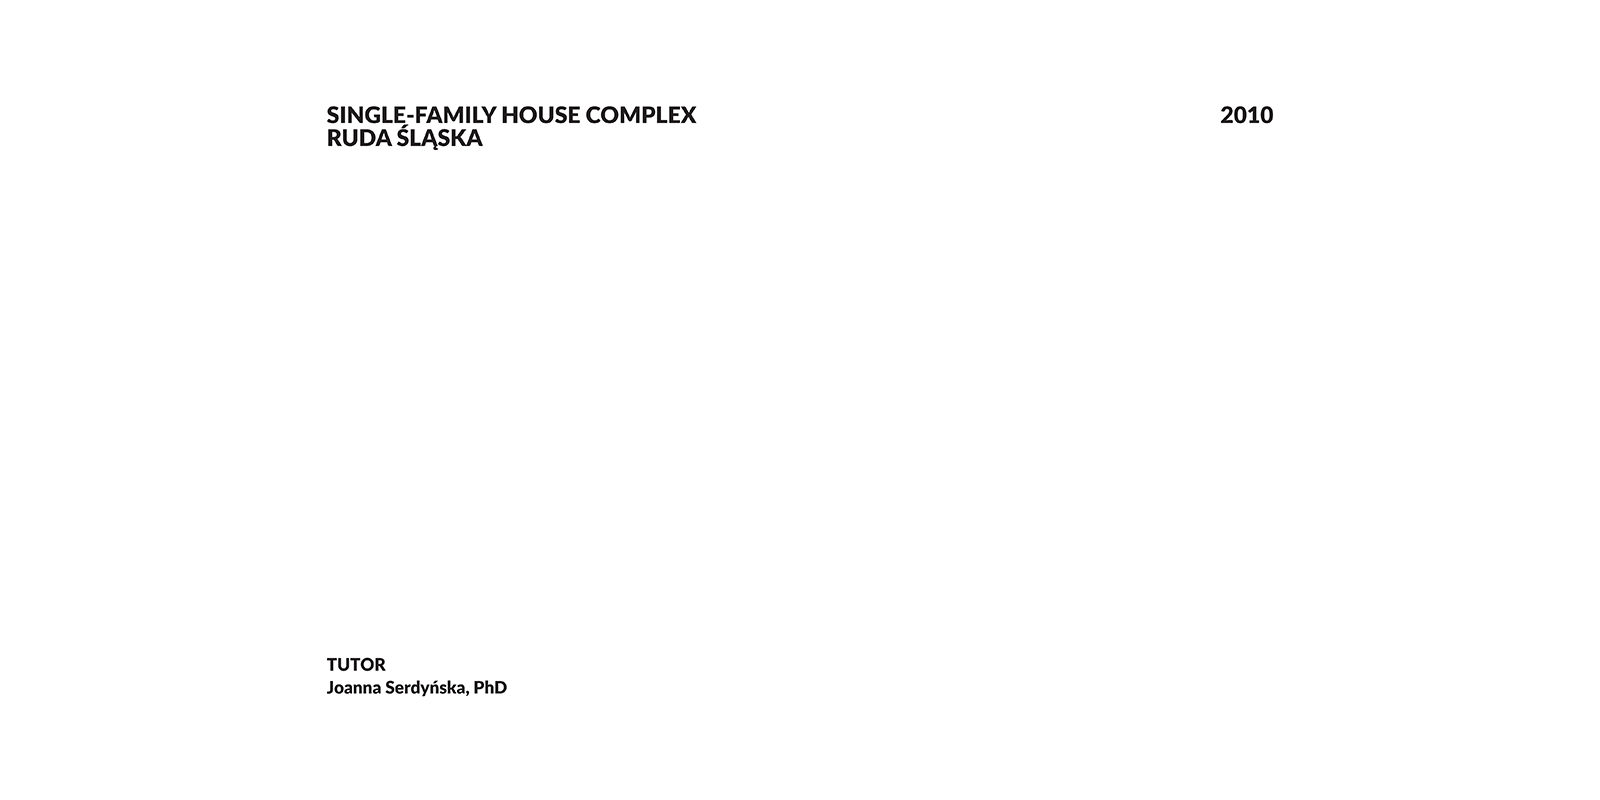 SINGLE-FAMILY HOUSE COMPLEX 2010
RUDA ŚLĄSKA
TUTOR
Joanna Serdyńska, PhD